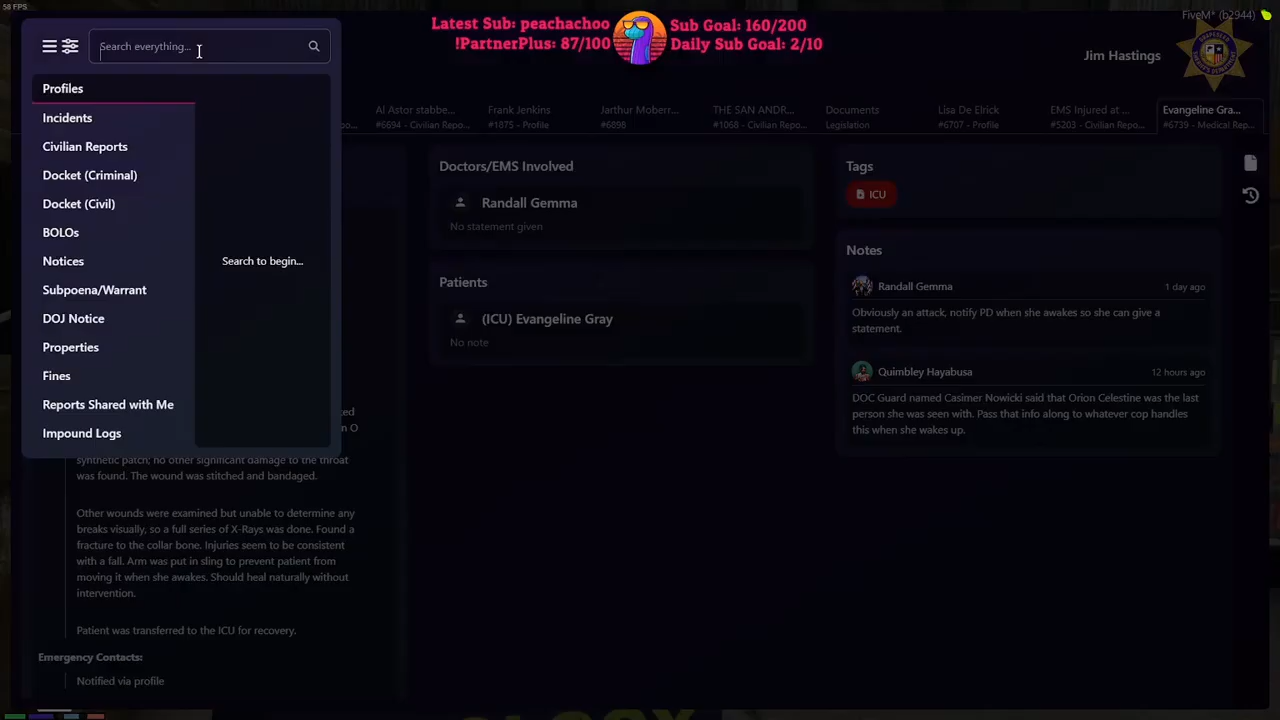 58 FPS
Latest Sub: peachachoo
!PartnerPlus: 87/100
Sub Goal: 160/200
Daily Sub Goal: 2/10
FiveM* (b2944)
Jim Hastings
Search everything...
Profiles
Incidents
Civilian Reports
Docket (Criminal)
Docket (Civil)
BOLOs
Notices
Subpoena/Warrant
DOJ Notice
Properties
Fines
Reports Shared with Me
Impound Logs
Search to begin...
po...
Al Astor stabbe...
#6694 - Civilian Repo...
Frank Jenkins
#1875 - Profile
Jarthur Moberr...
#6898
THE SAN ANDR...
#1068 - Civilian Repo...
Documents
Legislation
Lisa De Elrick
#6707 - Profile
EMS Injured at ...
#5203 - Civilian Repo...
Evangeline Gra...
#6739 - Medical Rep...
Doctors/EMS Involved
Randall Gemma
No statement given
Patients
(ICU) Evangeline Gray
No note
Tags
ICU
Notes
Randall Gemma
1 day ago
Obviously an attack, notify PD when she awakes so she can give a
statement.
Quimbley Hayabusa
12 hours ago
DOC Guard named Casimer Nowicki said that Orion Celestine was the last
person she was seen with. Pass that info along to whatever cop handles
this when she wakes up.
synthetic patch; no other significant damage to the throat
was found. The wound was stitched and bandaged.
Other wounds were examined but unable to determine any
breaks visually, so a full series of X-Rays was done. Found a
fracture to the collar bone. Injuries seem to be consistent
with a fall. Arm was put in sling to prevent patient from
moving it when she awakes. Should heal naturally without
intervention.
Patient was transferred to the ICU for recovery.
Emergency Contacts:
Notified via profile